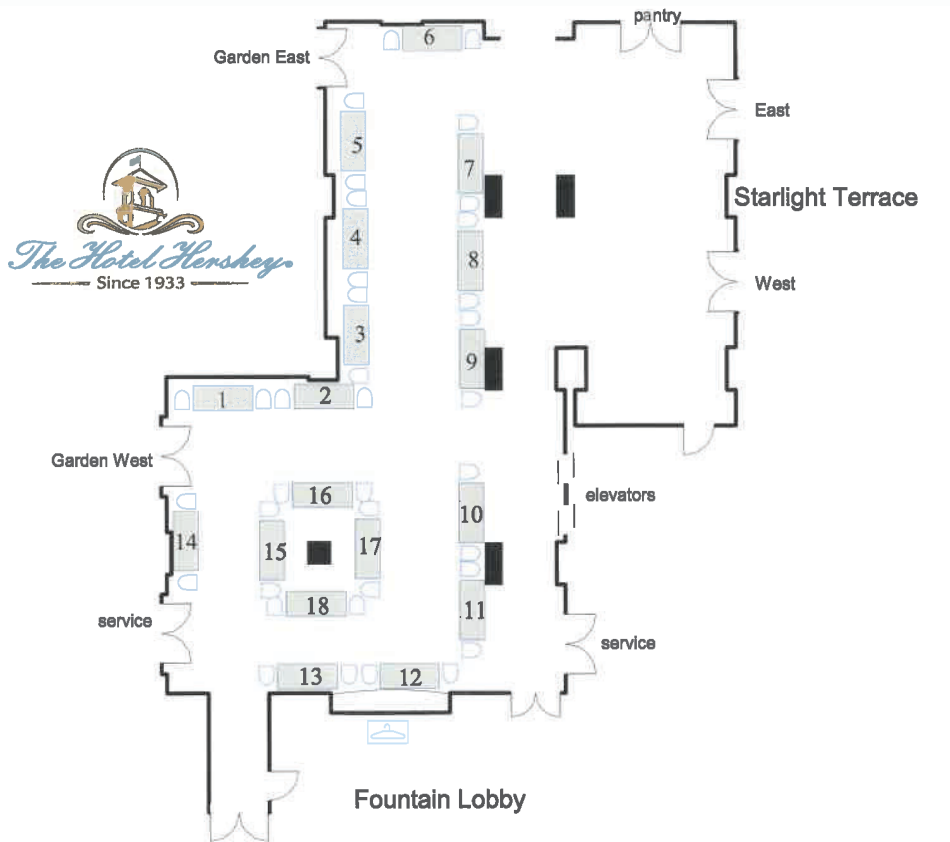 pantry
6
Garden East
East
5
7
Starlight Terrace
4
8
The Hotel Hershey.
Since 1933
West
3
9
1
2
Garden West
16
elevators
10
14
15
17
18
11
service
service
13
12
Fountain Lobby